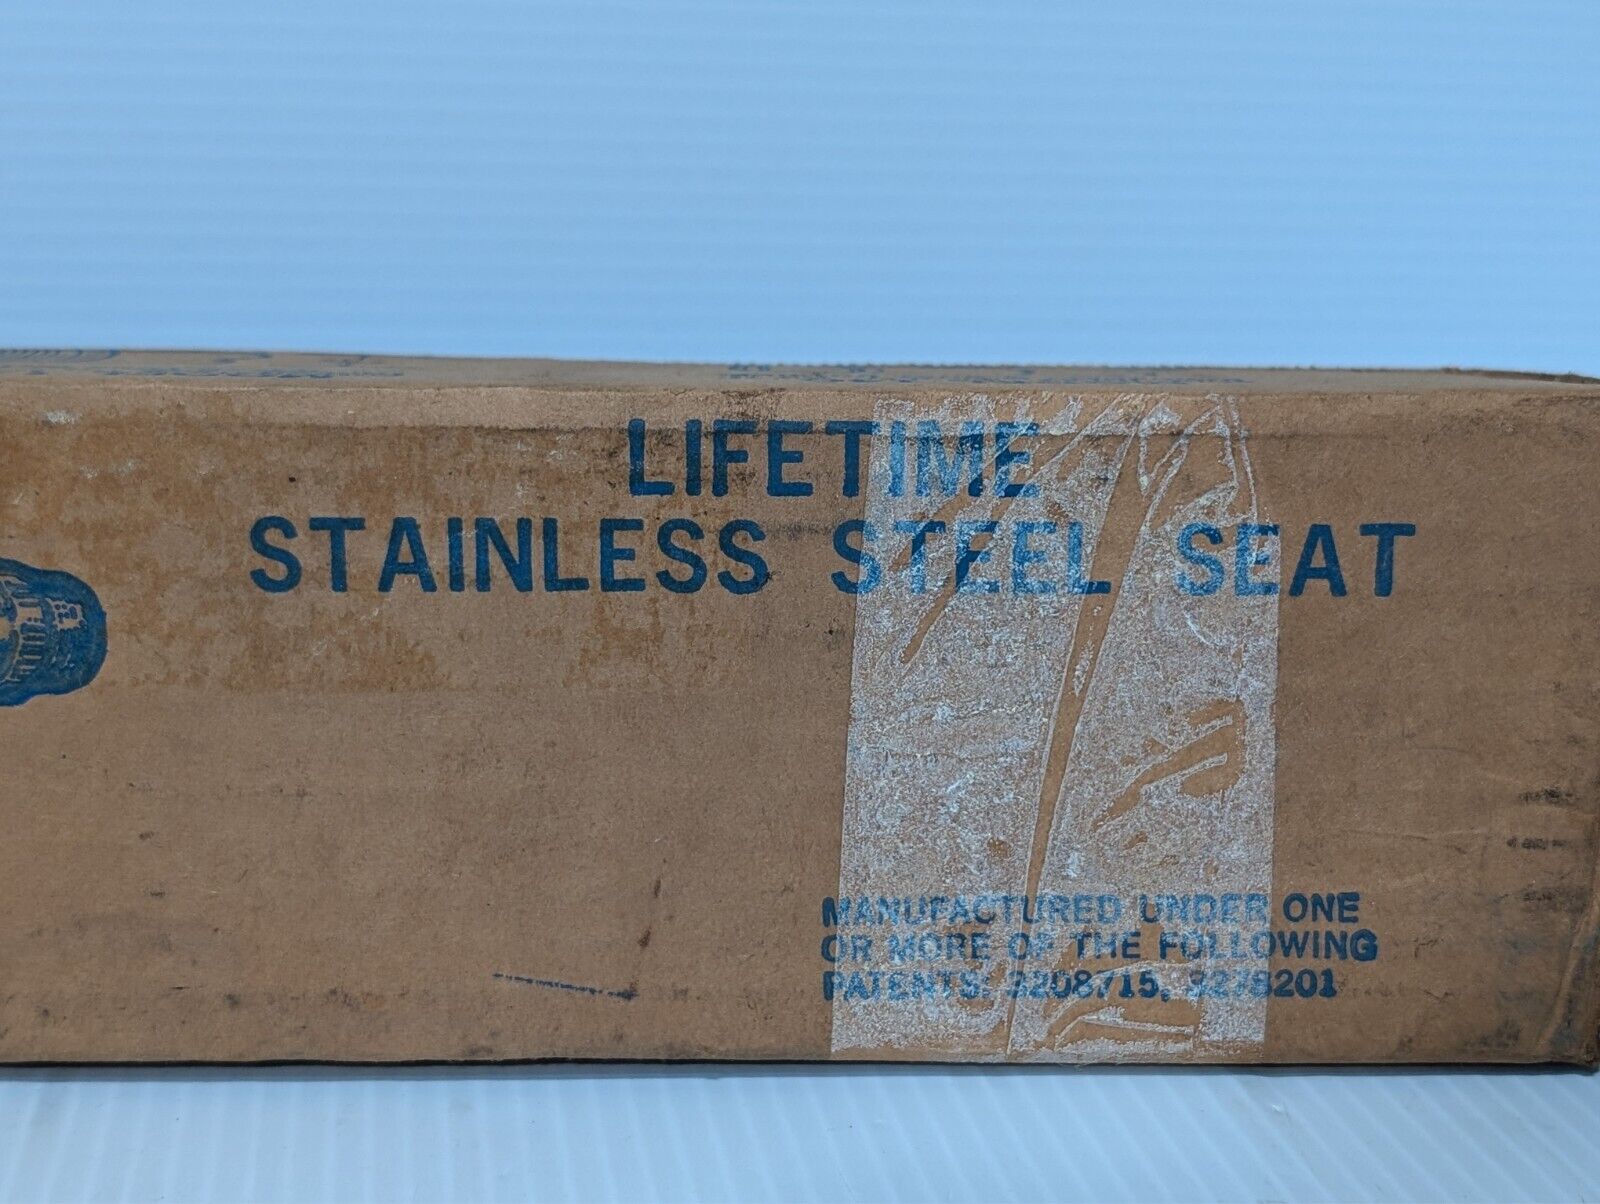 LIFETIME
STAINLESS STEEL SEAT
MANUFACTURED UNDER ONE
OR MORE OF THE FOLLOWING
PATENTS: 3208715, 3278201